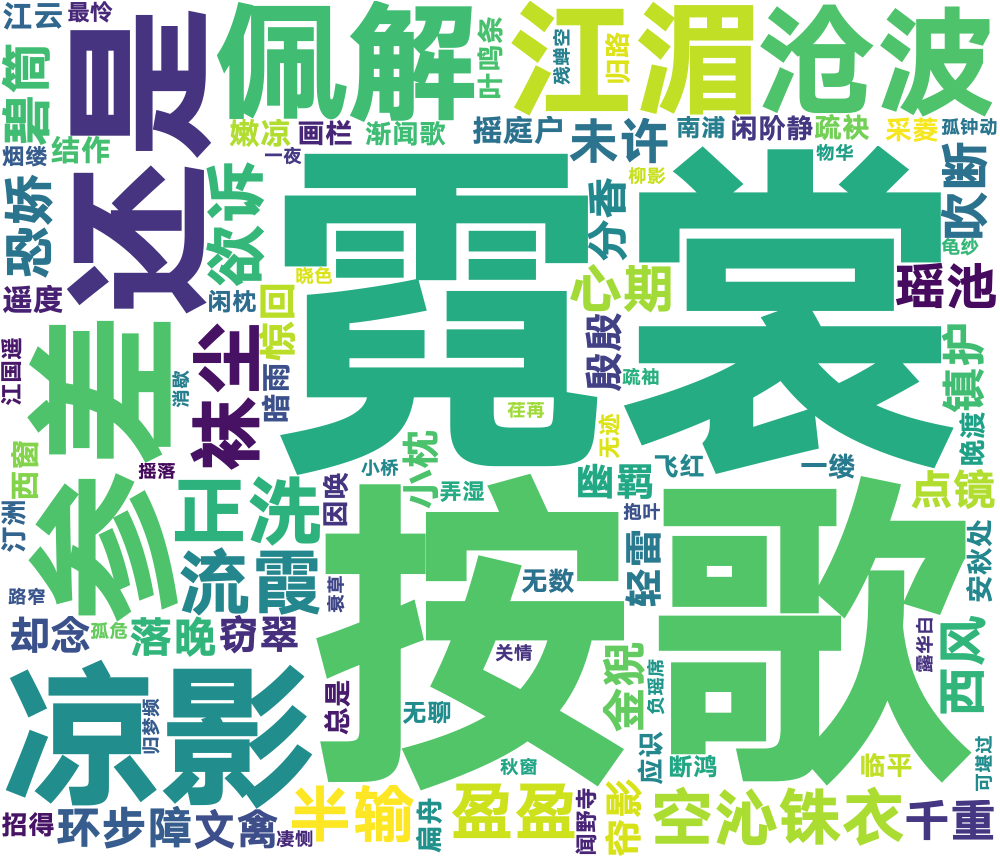 江云
最怜
还是
佩解
叶鸣条
江湄
残蝉空
归路
沧波
碧筒
嫩凉
画栏
渐闻歌
摇庭户
未许
南浦
闲阶静
疏袂
采菱
孤钟动
烟缕
结作
一夜
物华
恐娇
欲诉
霓裳
柳影
分香
吹断
龟纱
晓色
心期
瑶池
遥度
闲枕
惊回
江国遥
参差
消歇
袜尘
暗雨
殷殷
疏袖
镇护
荏苒
无迹
晚渡
西窗
摇落
小桥
小枕
弄湿
飞红
一缕
点镜
汀洲
正洗
因唤
按歌
抱叶
轻雷
安秋处
路窄
流霞
衰草
无数
却念
孤危
落晚
窃翠
关情
露华白
西风
凉影
归梦频
总是
无聊
金猊
负瑶席
秋窗
应识
断鸿
临平
可堪过
招得
环步障文禽
凄恻
半输
扁舟
盈盈
闻野寺
帘影
空沁铢衣
千重